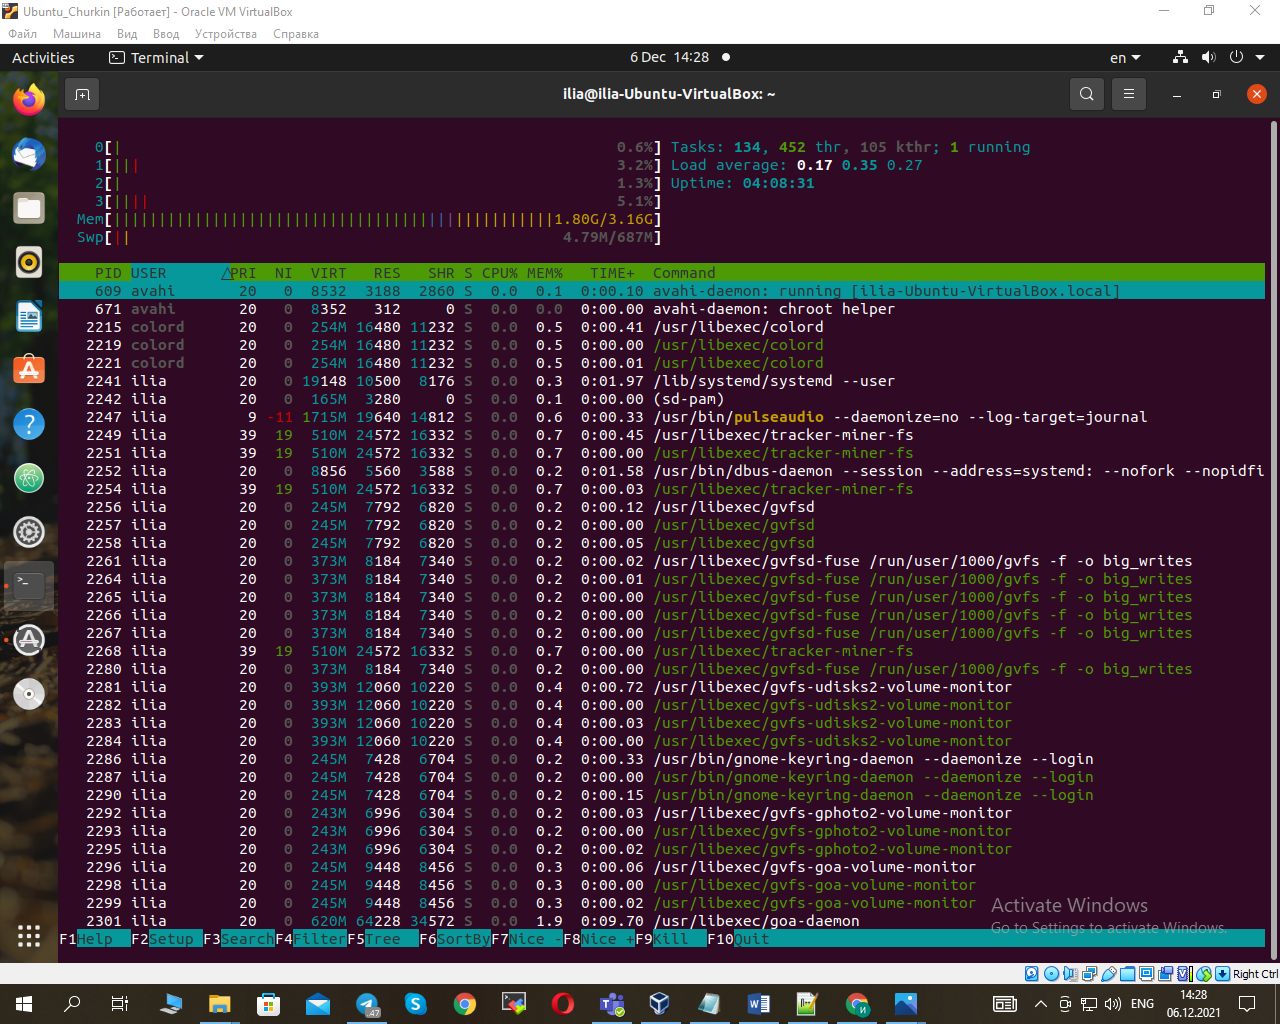 Ubuntu_Churkin [Работает] - Oracle VM VirtualBox
Файл Машина Вид Ввод Устройства Справка
Activities Terminal 6 Dec 14:28 en
ilia@ilia-Ubuntu-VirtualBox: ~
0[| 0.6%] Tasks: 134, 452 thr, 105 kthr; 1 running
1[||| 3.2%] Load average: 0.17 0.35 0.27
2[| 1.3%] Uptime: 04:08:31
3[|||| 5.1%]
Mem[|||||||||||||||||||||||||||||||||||||||||||||||||1.80G/3.16G]
Swp[|| 4.79M/687M]
PID USER △PRI NI VIRT RES SHR S CPU% MEM% TIME+ Command
609 avahi 20 0 8532 3188 2860 S 0.0 0.1 0:00.10 avahi-daemon: running [ilia-Ubuntu-VirtualBox.local]
671 avahi 20 0 8352 312 0 S 0.0 0.0 0:00.00 avahi-daemon: chroot helper
2215 colord 20 0 254M 16480 11232 S 0.0 0.5 0:00.41 /usr/libexec/colord
2219 colord 20 0 254M 16480 11232 S 0.0 0.5 0:00.00 /usr/libexec/colord
2221 colord 20 0 254M 16480 11232 S 0.0 0.5 0:00.01 /usr/libexec/colord
2241 ilia 20 0 19148 10500 8176 S 0.0 0.3 0:01.97 /lib/systemd/systemd --user
2242 ilia 20 0 165M 3280 0 S 0.0 0.1 0:00.00 (sd-pam)
2247 ilia 9 -11 1715M 19640 14812 S 0.0 0.6 0:00.33 /usr/bin/pulseaudio --daemonize=no --log-target=journal
2249 ilia 39 19 510M 24572 16332 S 0.0 0.7 0:00.45 /usr/libexec/tracker-miner-fs
2251 ilia 39 19 510M 24572 16332 S 0.0 0.7 0:00.00 /usr/libexec/tracker-miner-fs
2252 ilia 20 0 8856 5560 3588 S 0.0 0.2 0:01.58 /usr/bin/dbus-daemon --session --address=systemd: --nofork --nopidfi
2254 ilia 39 19 510M 24572 16332 S 0.0 0.7 0:00.03 /usr/libexec/tracker-miner-fs
2256 ilia 20 0 245M 7792 6820 S 0.0 0.2 0:00.12 /usr/libexec/gvfsd
2257 ilia 20 0 245M 7792 6820 S 0.0 0.2 0:00.00 /usr/libexec/gvfsd
2258 ilia 20 0 245M 7792 6820 S 0.0 0.2 0:00.05 /usr/libexec/gvfsd
2261 ilia 20 0 373M 8184 7340 S 0.0 0.2 0:00.02 /usr/libexec/gvfsd-fuse /run/user/1000/gvfs -f -o big_writes
2264 ilia 20 0 373M 8184 7340 S 0.0 0.2 0:00.01 /usr/libexec/gvfsd-fuse /run/user/1000/gvfs -f -o big_writes
2265 ilia 20 0 373M 8184 7340 S 0.0 0.2 0:00.00 /usr/libexec/gvfsd-fuse /run/user/1000/gvfs -f -o big_writes
2266 ilia 20 0 373M 8184 7340 S 0.0 0.2 0:00.00 /usr/libexec/gvfsd-fuse /run/user/1000/gvfs -f -o big_writes
2267 ilia 20 0 373M 8184 7340 S 0.0 0.2 0:00.00 /usr/libexec/gvfsd-fuse /run/user/1000/gvfs -f -o big_writes
2268 ilia 39 19 510M 24572 16332 S 0.0 0.7 0:00.00 /usr/libexec/tracker-miner-fs
2280 ilia 20 0 373M 8184 7340 S 0.0 0.2 0:00.00 /usr/libexec/gvfsd-fuse /run/user/1000/gvfs -f -o big_writes
2281 ilia 20 0 393M 12060 10220 S 0.0 0.4 0:00.72 /usr/libexec/gvfs-udisks2-volume-monitor
2282 ilia 20 0 393M 12060 10220 S 0.0 0.4 0:00.00 /usr/libexec/gvfs-udisks2-volume-monitor
2283 ilia 20 0 393M 12060 10220 S 0.0 0.4 0:00.03 /usr/libexec/gvfs-udisks2-volume-monitor
2284 ilia 20 0 393M 12060 10220 S 0.0 0.4 0:00.00 /usr/libexec/gvfs-udisks2-volume-monitor
2286 ilia 20 0 245M 7428 6704 S 0.0 0.2 0:00.33 /usr/bin/gnome-keyring-daemon --daemonize --login
2287 ilia 20 0 245M 7428 6704 S 0.0 0.2 0:00.00 /usr/bin/gnome-keyring-daemon --daemonize --login
2290 ilia 20 0 245M 7428 6704 S 0.0 0.2 0:00.15 /usr/bin/gnome-keyring-daemon --daemonize --login
2292 ilia 20 0 243M 6996 6304 S 0.0 0.2 0:00.03 /usr/libexec/gvfs-gphoto2-volume-monitor
2293 ilia 20 0 243M 6996 6304 S 0.0 0.2 0:00.00 /usr/libexec/gvfs-gphoto2-volume-monitor
2295 ilia 20 0 243M 6996 6304 S 0.0 0.2 0:00.02 /usr/libexec/gvfs-gphoto2-volume-monitor
2296 ilia 20 0 245M 9448 8456 S 0.0 0.3 0:00.06 /usr/libexec/gvfs-goa-volume-monitor
2298 ilia 20 0 245M 9448 8456 S 0.0 0.3 0:00.00 /usr/libexec/gvfs-goa-volume-monitor
2299 ilia 20 0 245M 9448 8456 S 0.0 0.3 0:00.02 /usr/libexec/gvfs-goa-volume-monitor
2301 ilia 20 0 620M 64228 34572 S 0.0 1.9 0:09.70 /usr/libexec/goa-daemon
Activate Windows
Go to Settings to activate Windows.
F1Help F2Setup F3SearchF4FilterF5Tree F6SortByF7Nice -F8Nice +F9Kill F10Quit
Right Ctrl
.47 ENG 14:28
06.12.2021